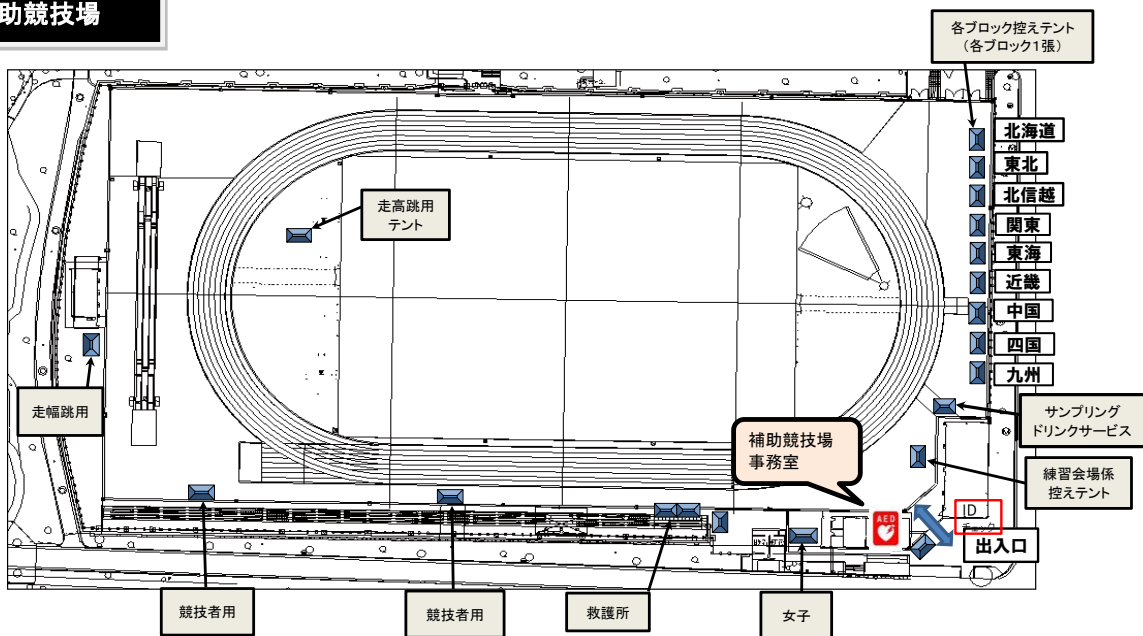 助競技場
各ブロック控えテント
(各ブロック1張)
北海道
東北
北信越
関東
東海
近畿
中国
四国
九州
走高跳用
テント
走幅跳用
サンプリング
ドリンクサービス
補助競技場
事務室
練習会場係
控えテント
AED
ID
チェック
出入口
競技者用
競技者用
救護所
女子